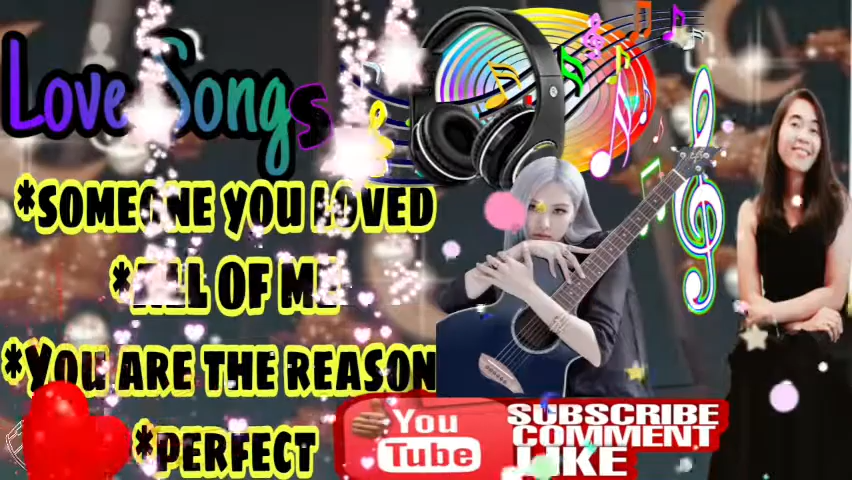 Love Songs
*SOMEONE YOU LOVED
*ALL OF ME
*YOU ARE THE REASON
*PERFECT
You
Tube
SUBSCRIBE
COMMENT
LIKE